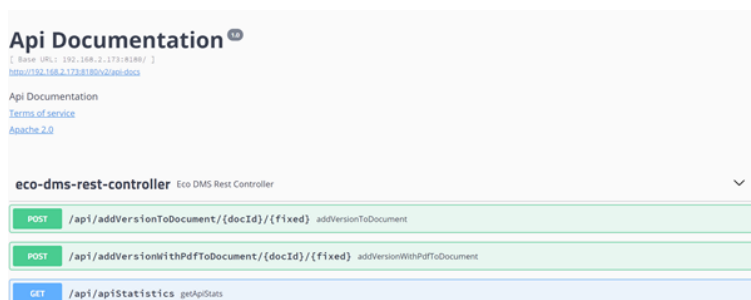 Api Documentation 1.0
[ Base URL: 192.168.2.173:8180/ ]
http://192.168.2.173:8180/v2/api-docs
Api Documentation
Terms of service
Apache 2.0
eco-dms-rest-controller Eco DMS Rest Controller
POST /api/addVersionToDocument/{docId}/{fixed} addVersionToDocument
POST /api/addVersionWithPdfToDocument/{docId}/{fixed} addVersionWithPdfToDocument
GET /api/apiStatistics getApiStats